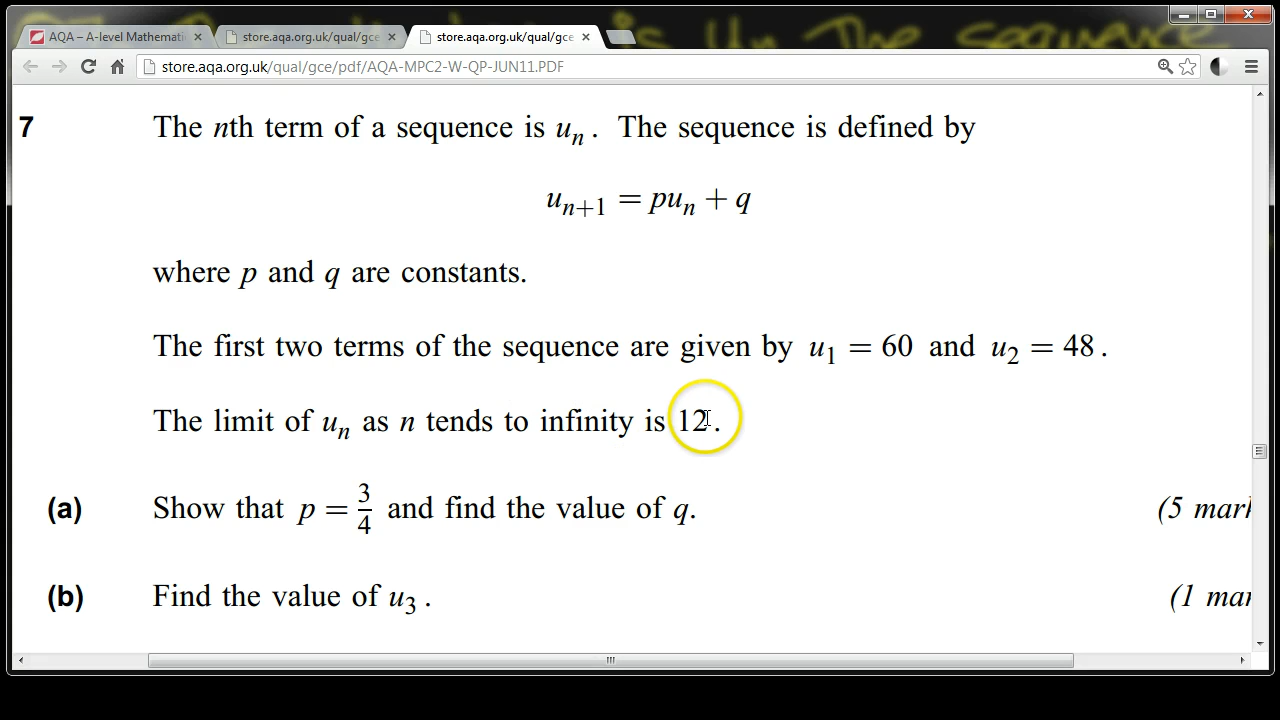 is Un The sequence
AQA – A-level Mathemati
store.aqa.org.uk/qual/gce
store.aqa.org.uk/qual/gce
store.aqa.org.uk/qual/gce/pdf/AQA-MPC2-W-QP-JUN11.PDF
7 The nth term of a sequence is uₙ. The sequence is defined by
uₙ₊₁ = puₙ + q
where p and q are constants.
The first two terms of the sequence are given by u₁ = 60 and u₂ = 48.
The limit of uₙ as n tends to infinity is 12.
(a) Show that p = 3/4 and find the value of q. (5 mark
(b) Find the value of u₃. (1 mar